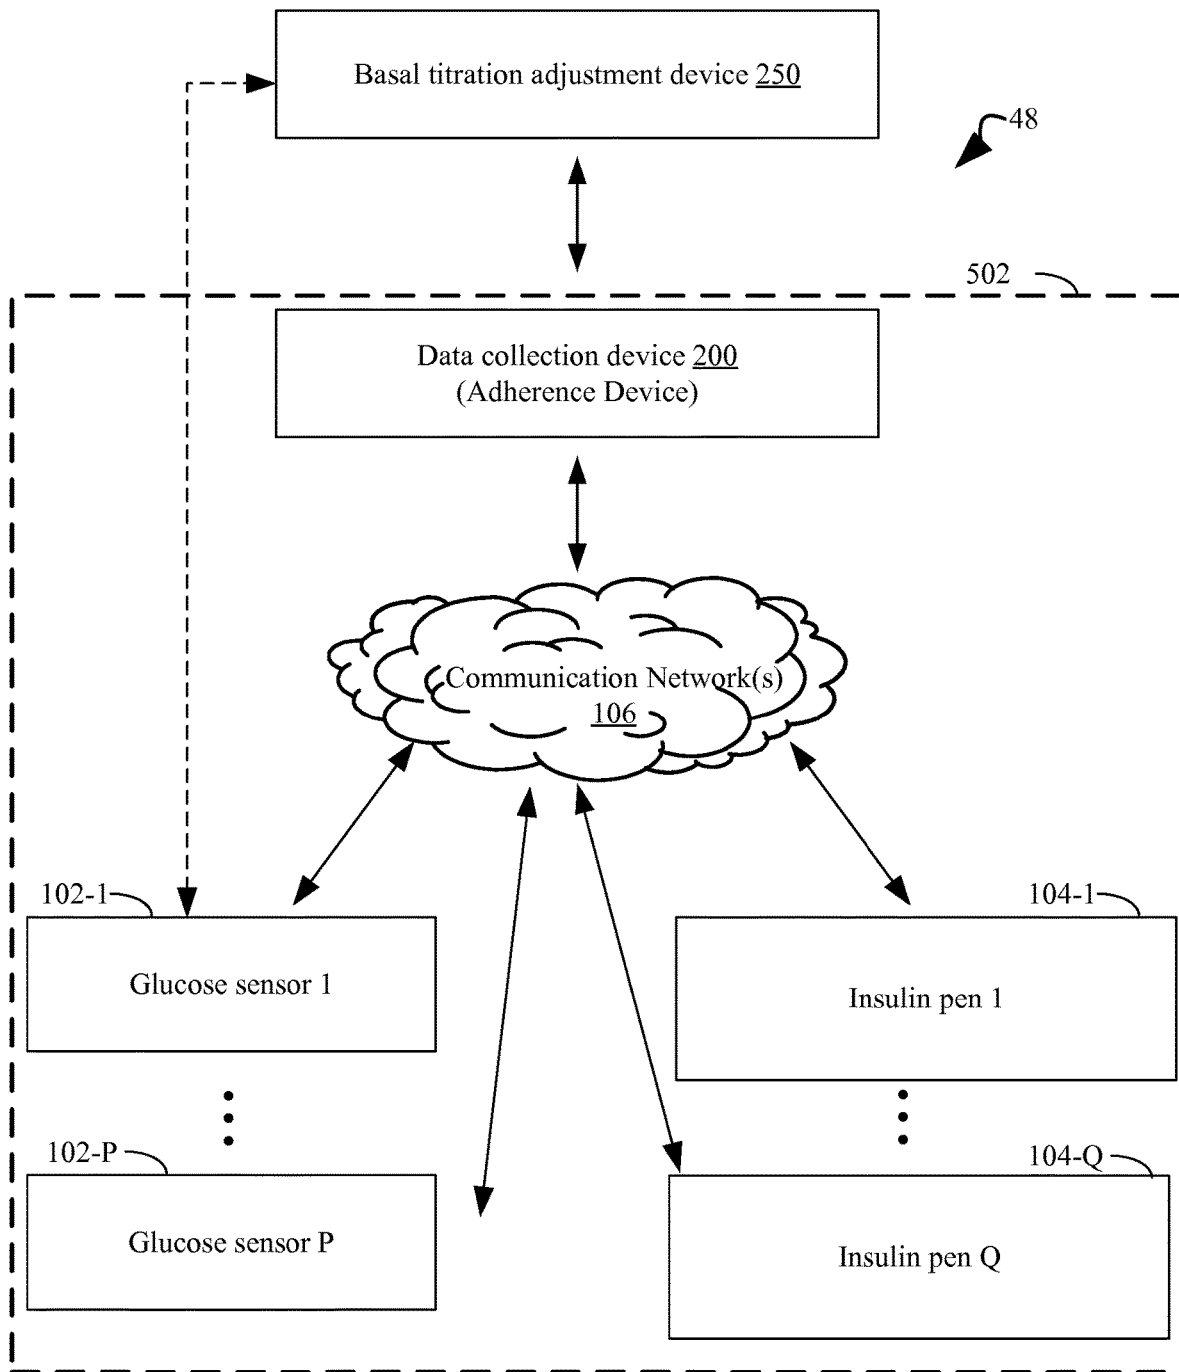 Basal titration adjustment device 250
48
502
Data collection device 200
(Adherence Device)
Communication Network(s)
106
102-1
104-1
Glucose sensor 1
Insulin pen 1
102-P
104-Q
Glucose sensor P
Insulin pen Q